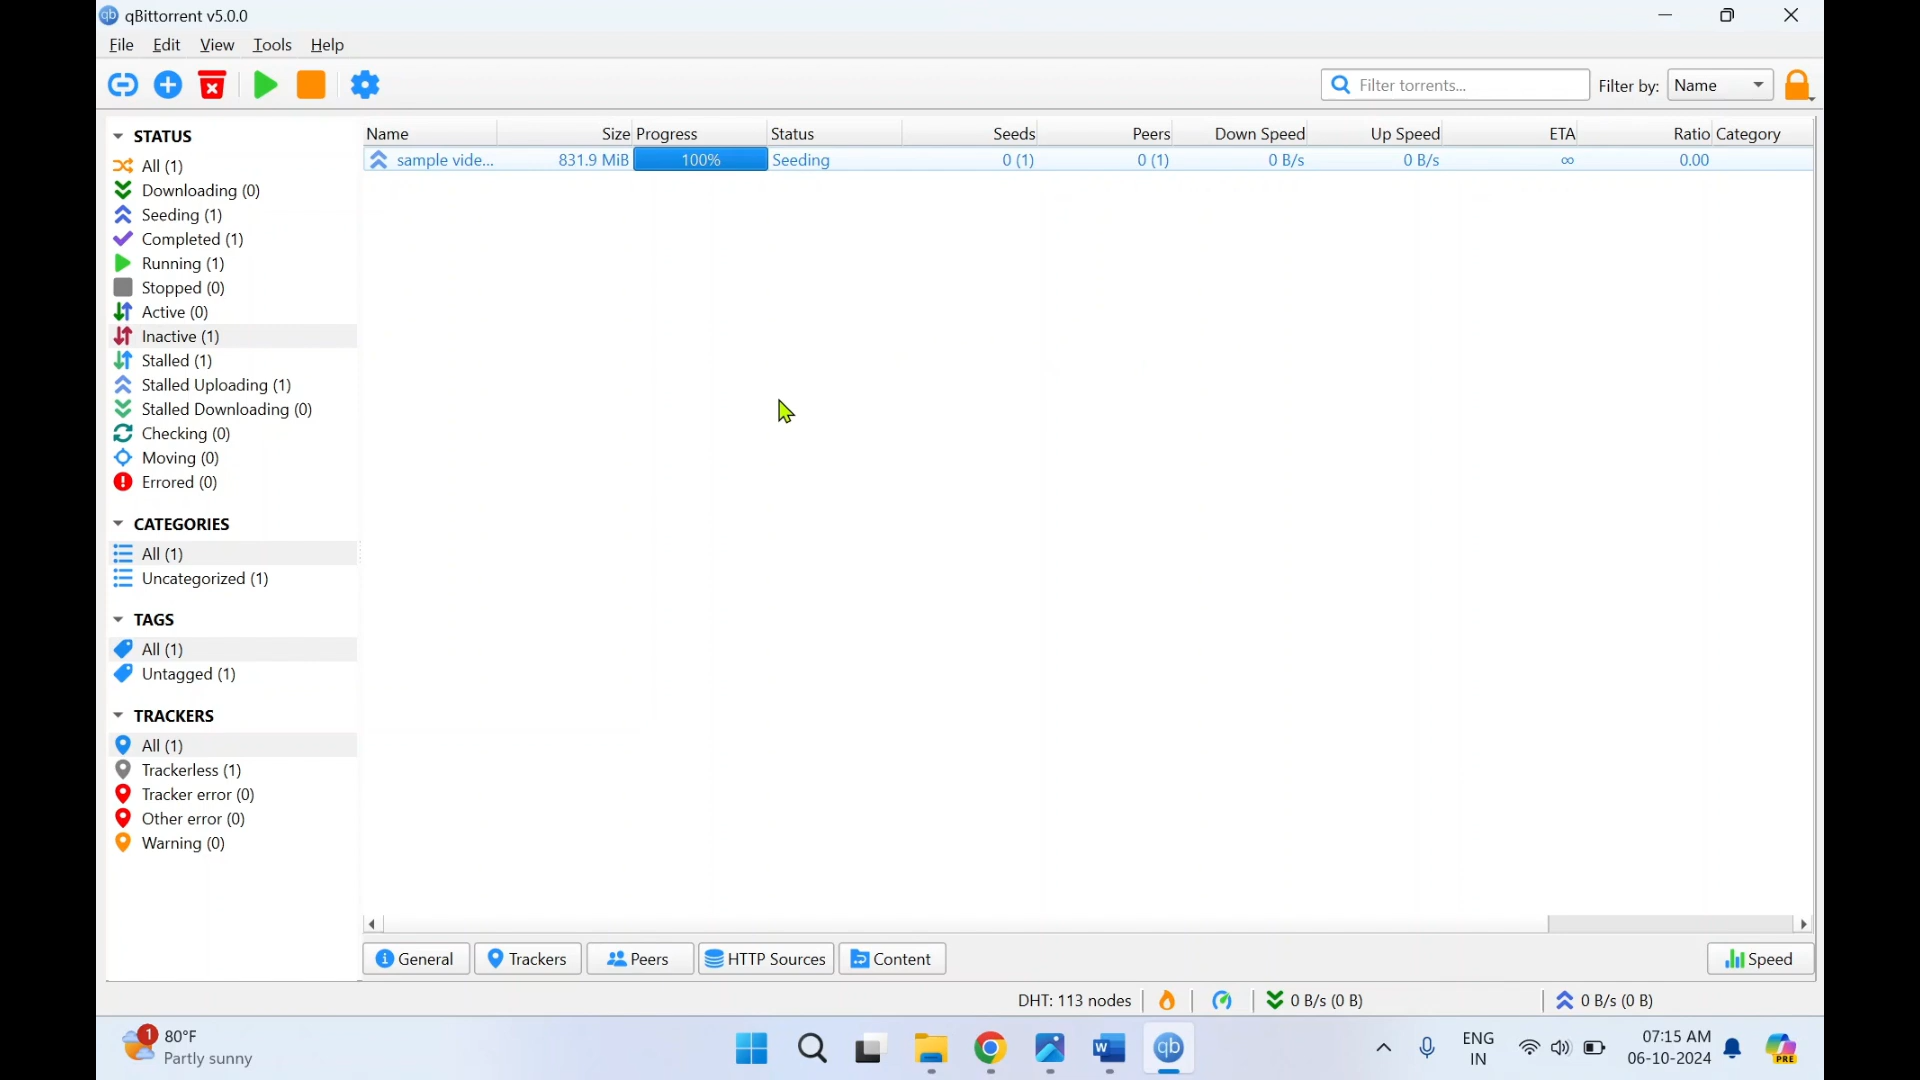 qBittorrent v5.0.0
File Edit View Tools Help
Filter torrents... Filter by: Name
STATUS
All (1)
Downloading (0)
Seeding (1)
Completed (1)
Running (1)
Stopped (0)
Active (0)
Inactive (1)
Stalled (1)
Stalled Uploading (1)
Stalled Downloading (0)
Checking (0)
Moving (0)
Errored (0)
CATEGORIES
All (1)
Uncategorized (1)
TAGS
All (1)
Untagged (1)
TRACKERS
All (1)
Trackerless (1)
Tracker error (0)
Other error (0)
Warning (0)
Name Size Progress Status Seeds Peers Down Speed Up Speed ETA Ratio Category
sample vide... 831.9 MiB 100% Seeding 0 (1) 0 (1) 0 B/s 0 B/s ∞ 0.00
General Trackers Peers HTTP Sources Content Speed
DHT: 113 nodes 0 B/s (0 B) 0 B/s (0 B)
1 80°F
Partly sunny
W
qb
ENG
IN
07:15 AM
06-10-2024
PRE